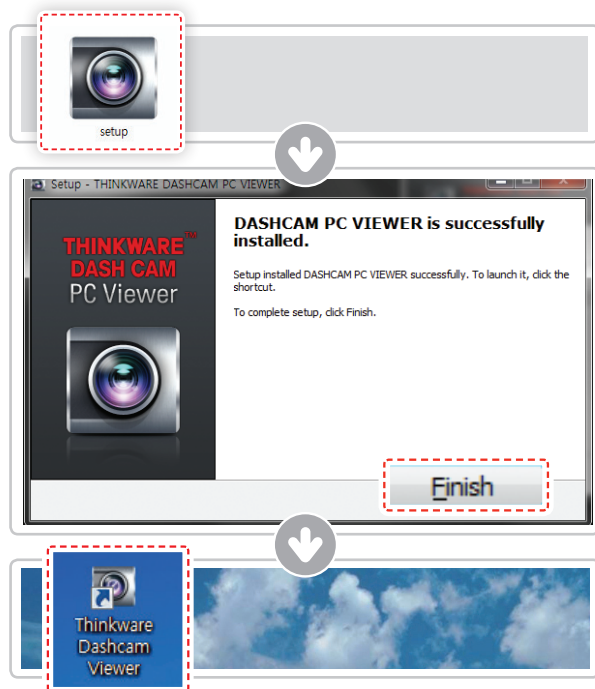 setup
Setup - THINKWARE DASHCAM PC VIEWER
THINKWARE™
DASH CAM
PC Viewer
DASHCAM PC VIEWER is successfully
installed.
Setup installed DASHCAM PC VIEWER successfully. To launch it, click the
shortcut.
To complete setup, click Finish.
Finish
Thinkware
Dashcam
Viewer